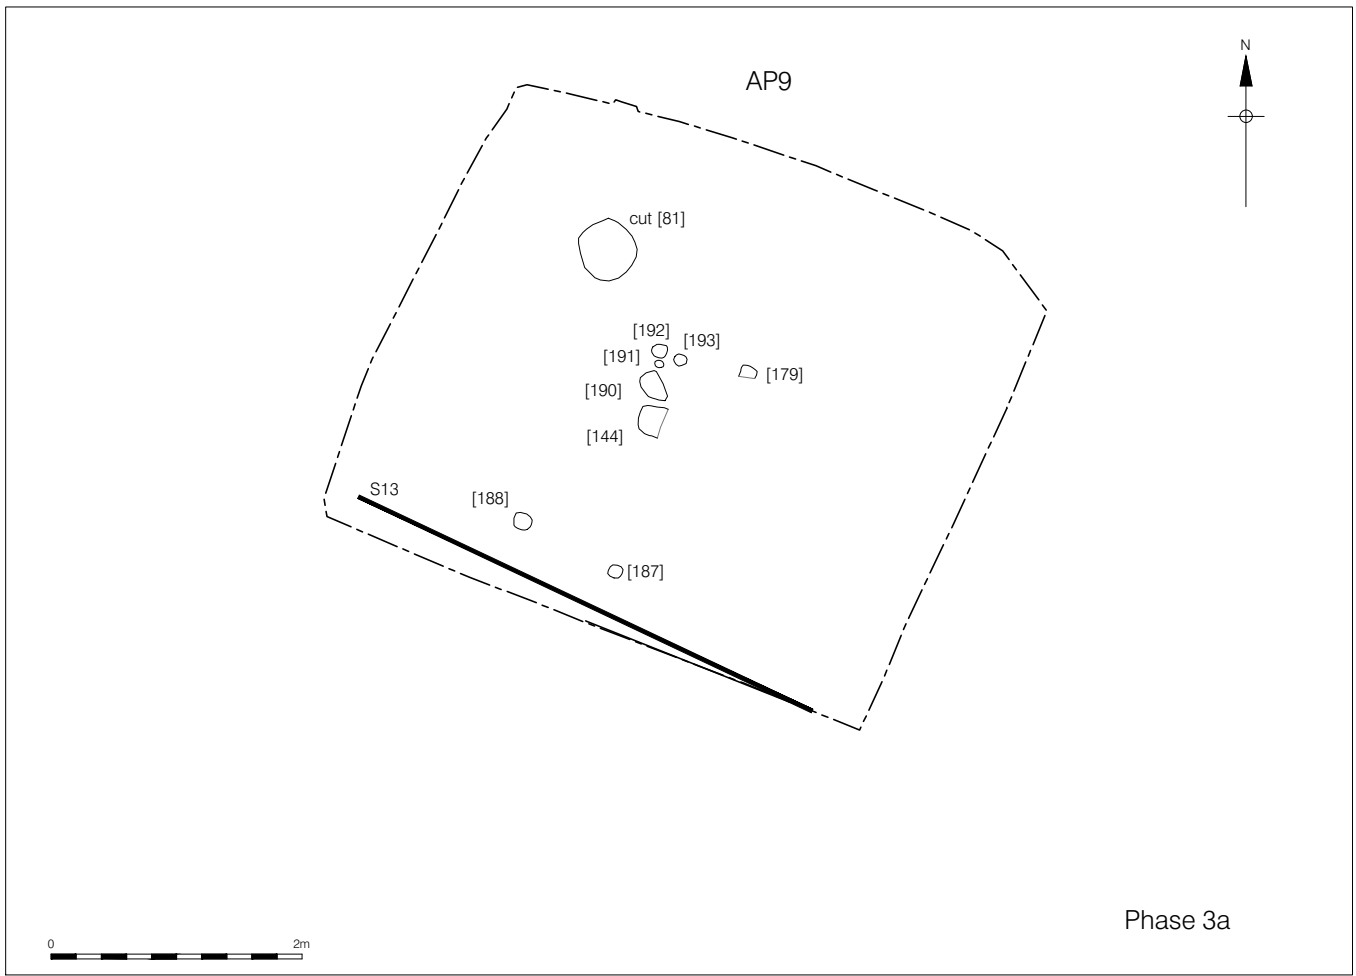 N
AP9
cut [81]
[192]
[193]
[191]
[179]
[190]
[144]
S13
[188]
[187]
Phase 3a
0 2m